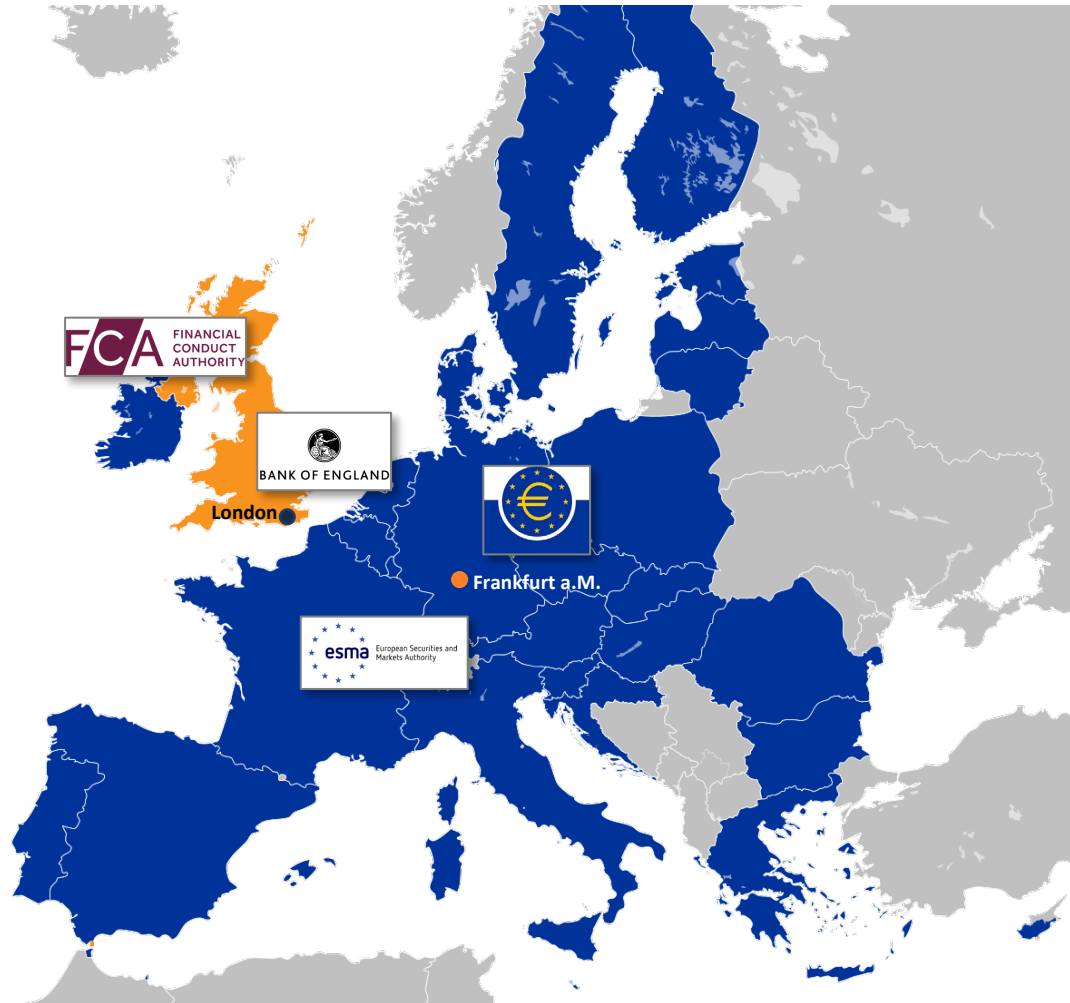 FCA
FINANCIAL
CONDUCT
AUTHORITY
BANK OF ENGLAND
London
€
Frankfurt a.M.
esma
European Securities and
Markets Authority